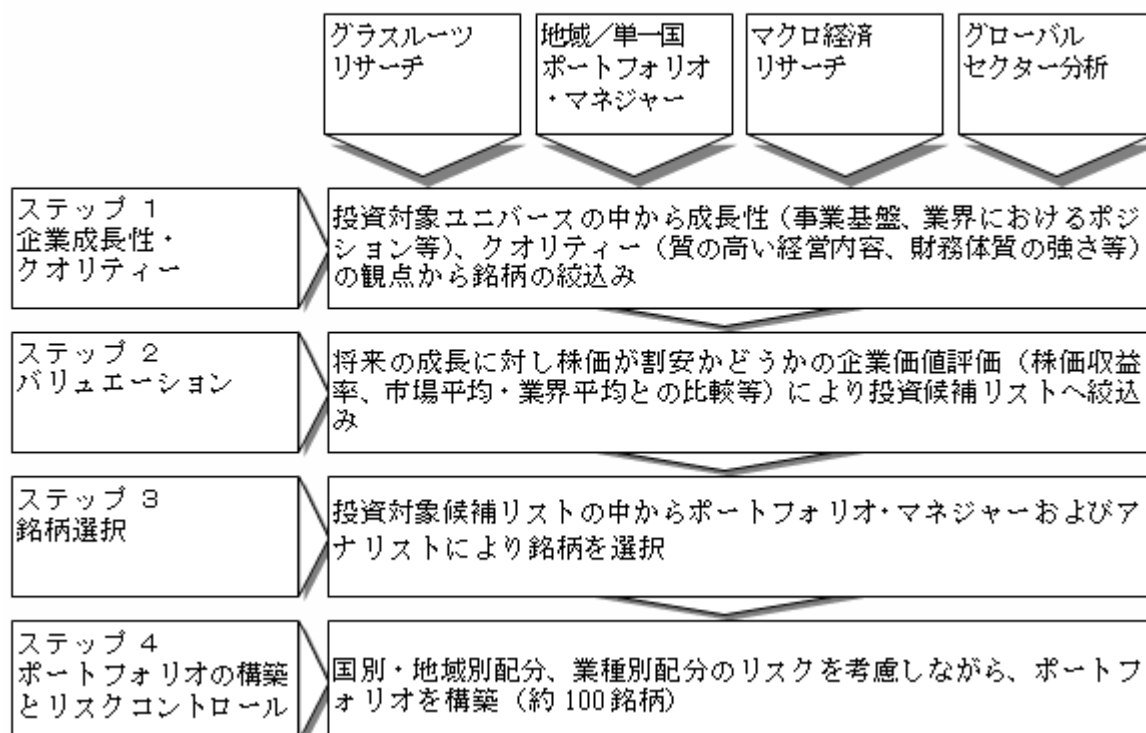 グラスルーツ
リサーチ
地域／単一国
ポートフォリオ
・マネジャー
マクロ経済
リサーチ
グローバル
セクター分析
ステップ 1
企業成長性・
クオリティー
投資対象ユニバースの中から成長性（事業基盤、業界におけるポジ
ション等）、クオリティー（質の高い経営内容、財務体質の強さ等）
の観点から銘柄の絞込み
ステップ 2
バリュエーション
将来の成長に対し株価が割安かどうかの企業価値評価（株価収益
率、市場平均・業界平均との比較等）により投資候補リストへ絞込
み
ステップ 3
銘柄選択
投資対象候補リストの中からポートフォリオ・マネジャーおよびア
ナリストにより銘柄を選択
ステップ 4
ポートフォリオの構築
とリスクコントロール
国別・地域別配分、業種別配分のリスクを考慮しながら、ポートフ
ォリオを構築（約 100 銘柄）